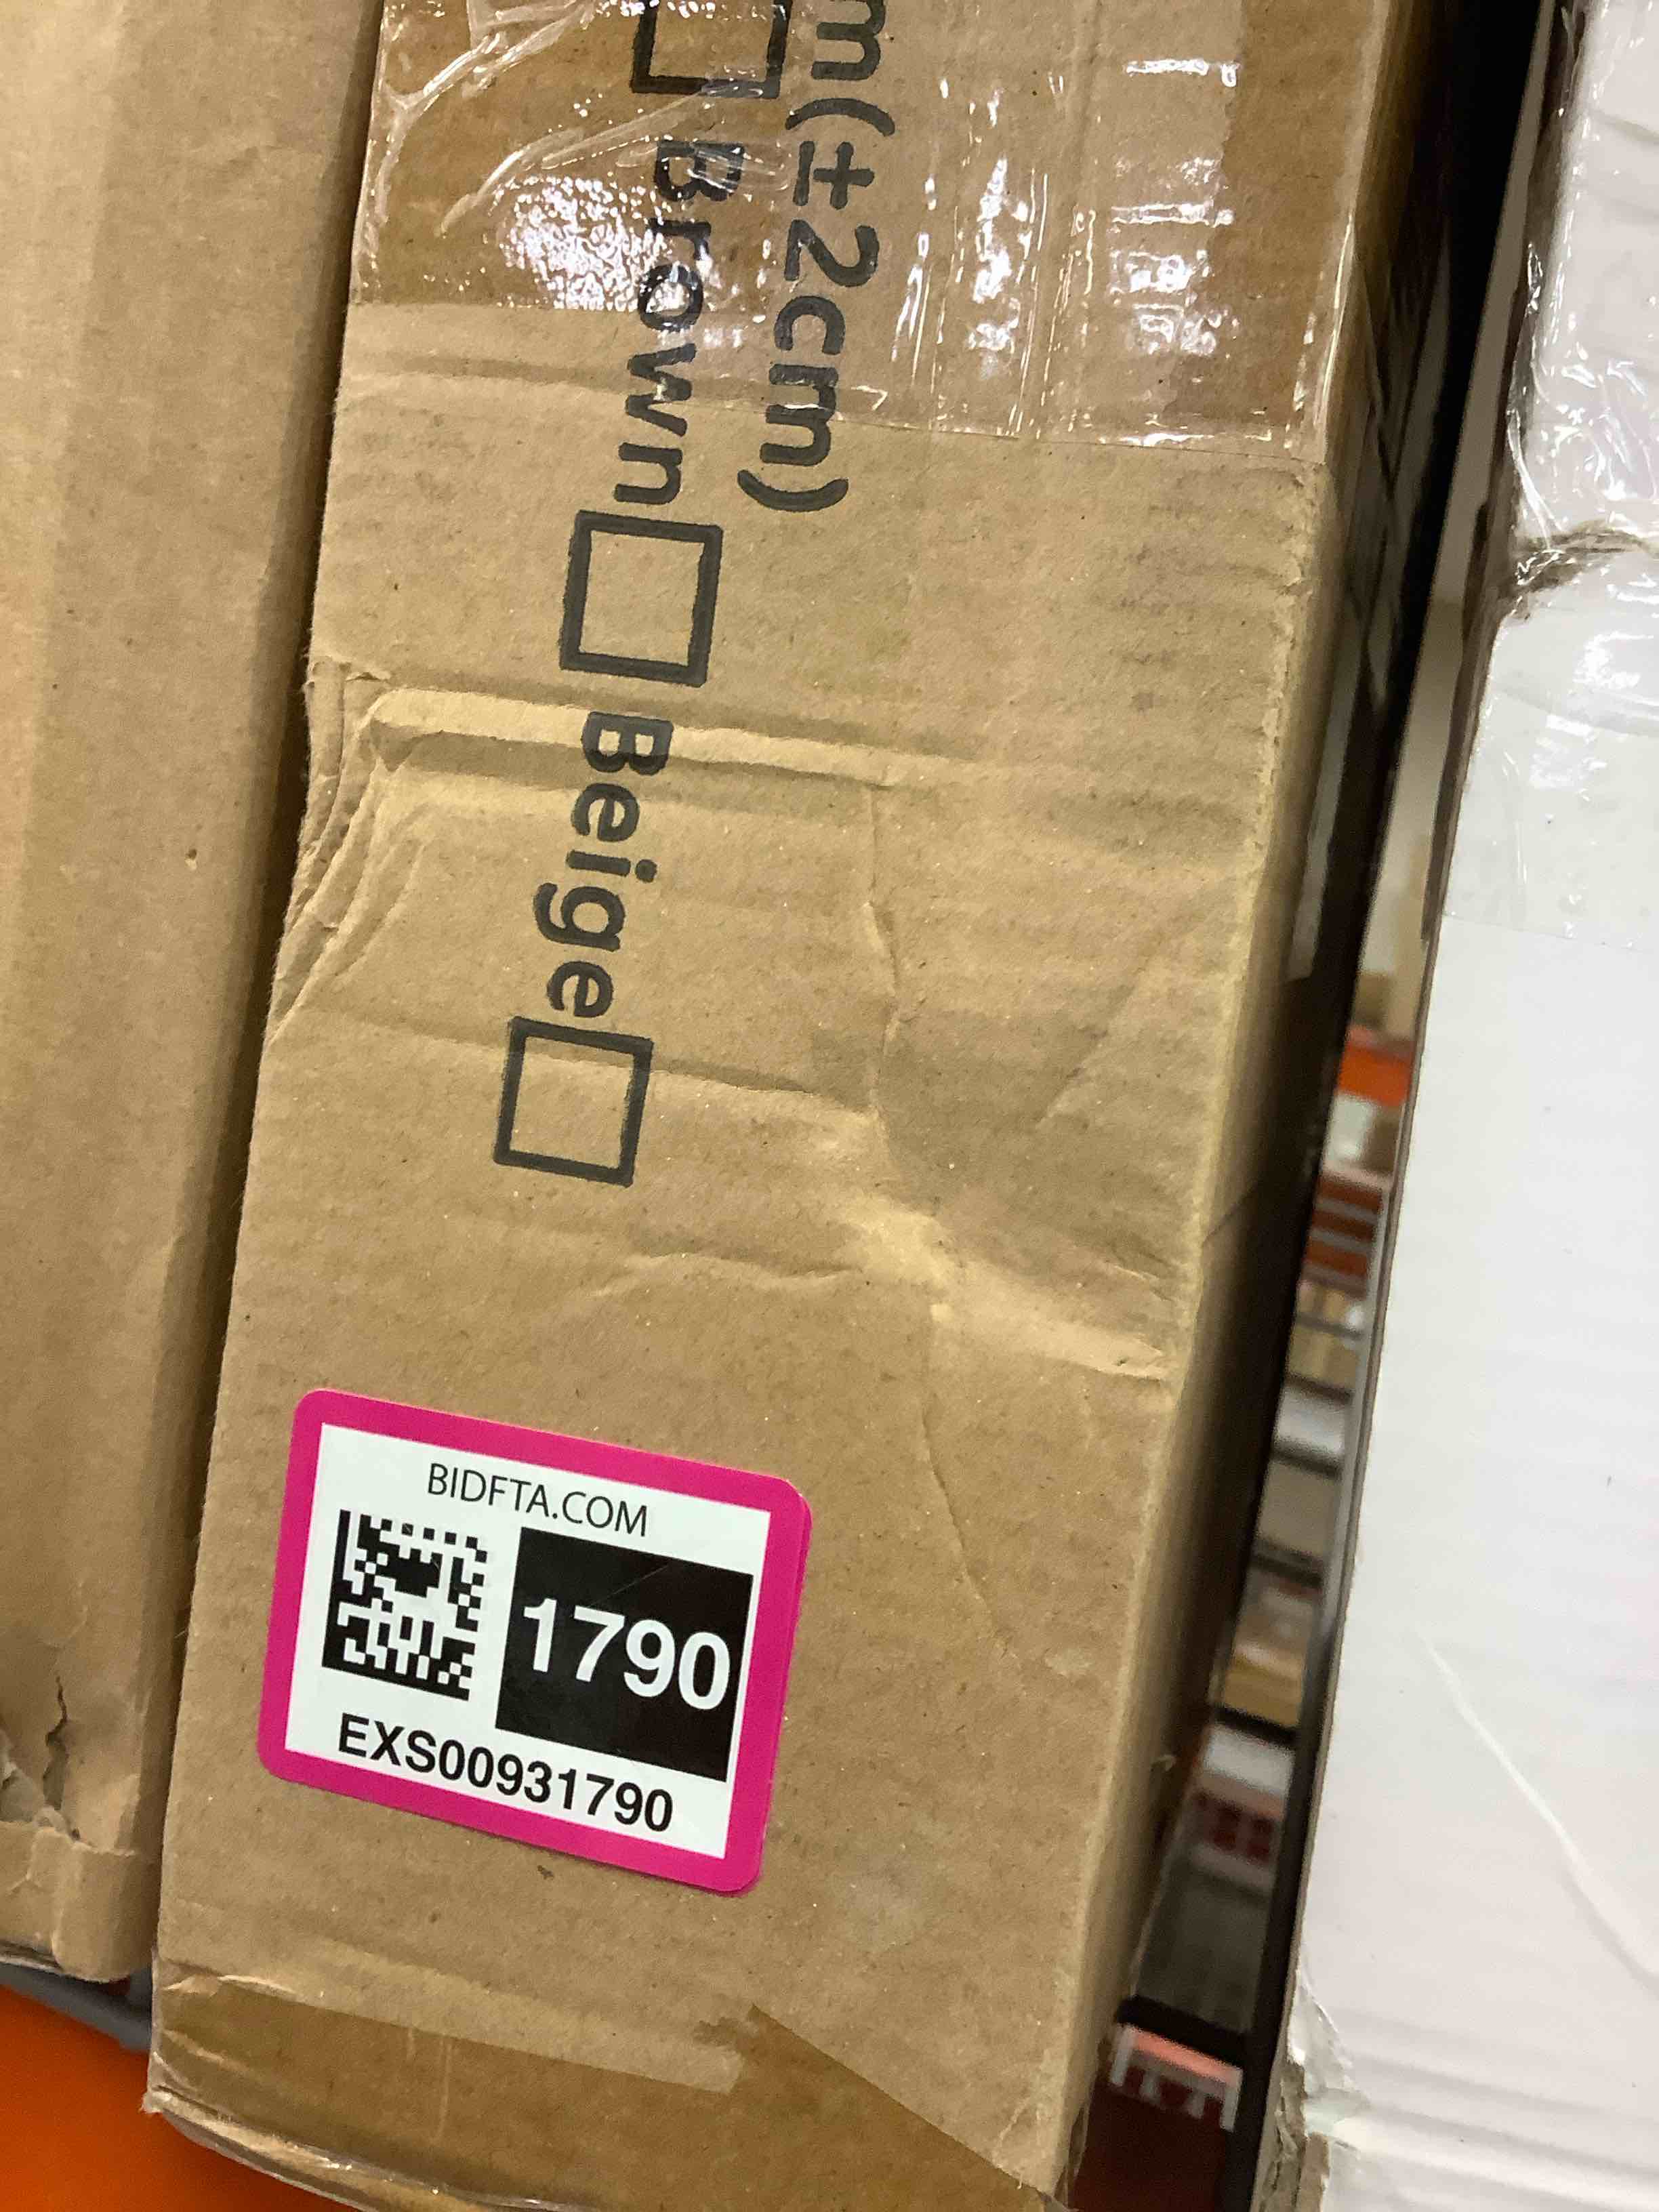 m(±2cm)
□ Brown□ Beige□
BIDFTA.COM
1790
EXS00931790